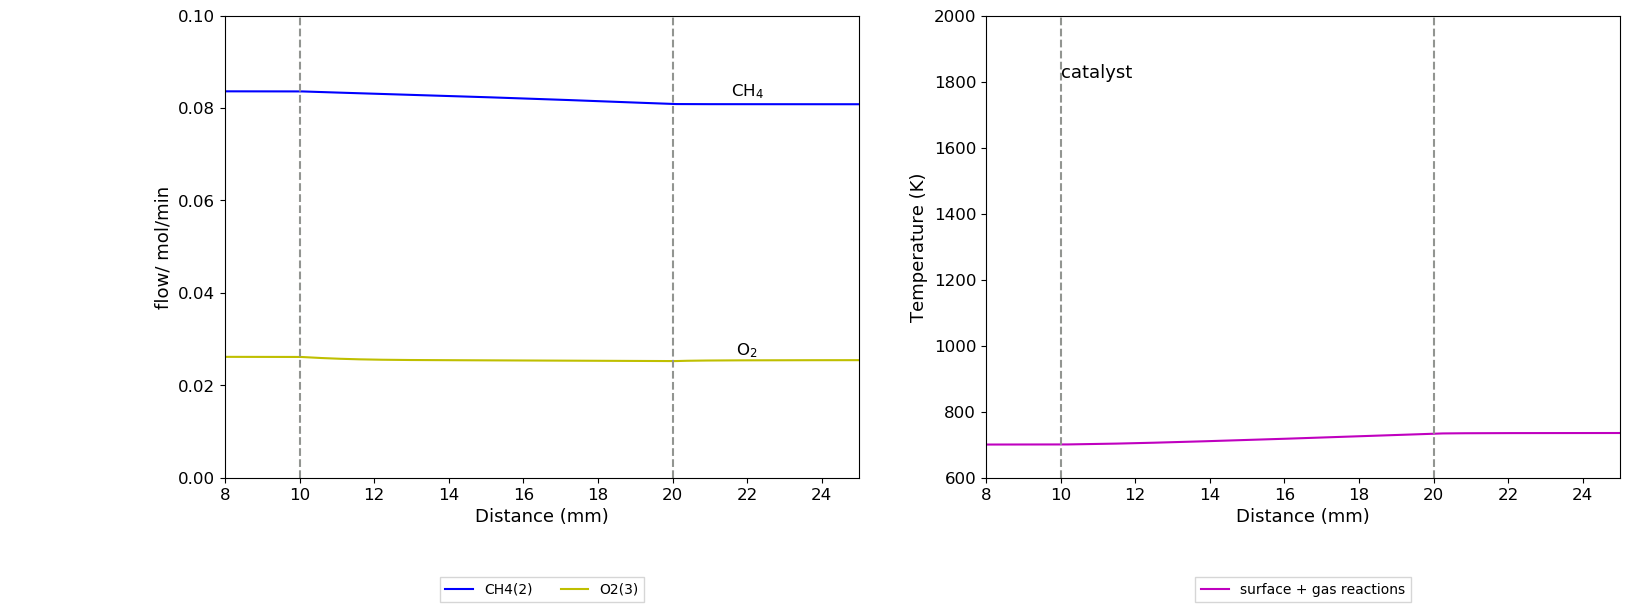 0.10
0.08
0.06
0.04
0.02
0.00
flow/ mol/min
CH₄
O₂
8 10 12 14 16 18 20 22 24
Distance (mm)
CH4(2) O2(3)
2000
1800
1600
1400
1200
1000
800
600
Temperature (K)
catalyst
8 10 12 14 16 18 20 22 24
Distance (mm)
surface + gas reactions